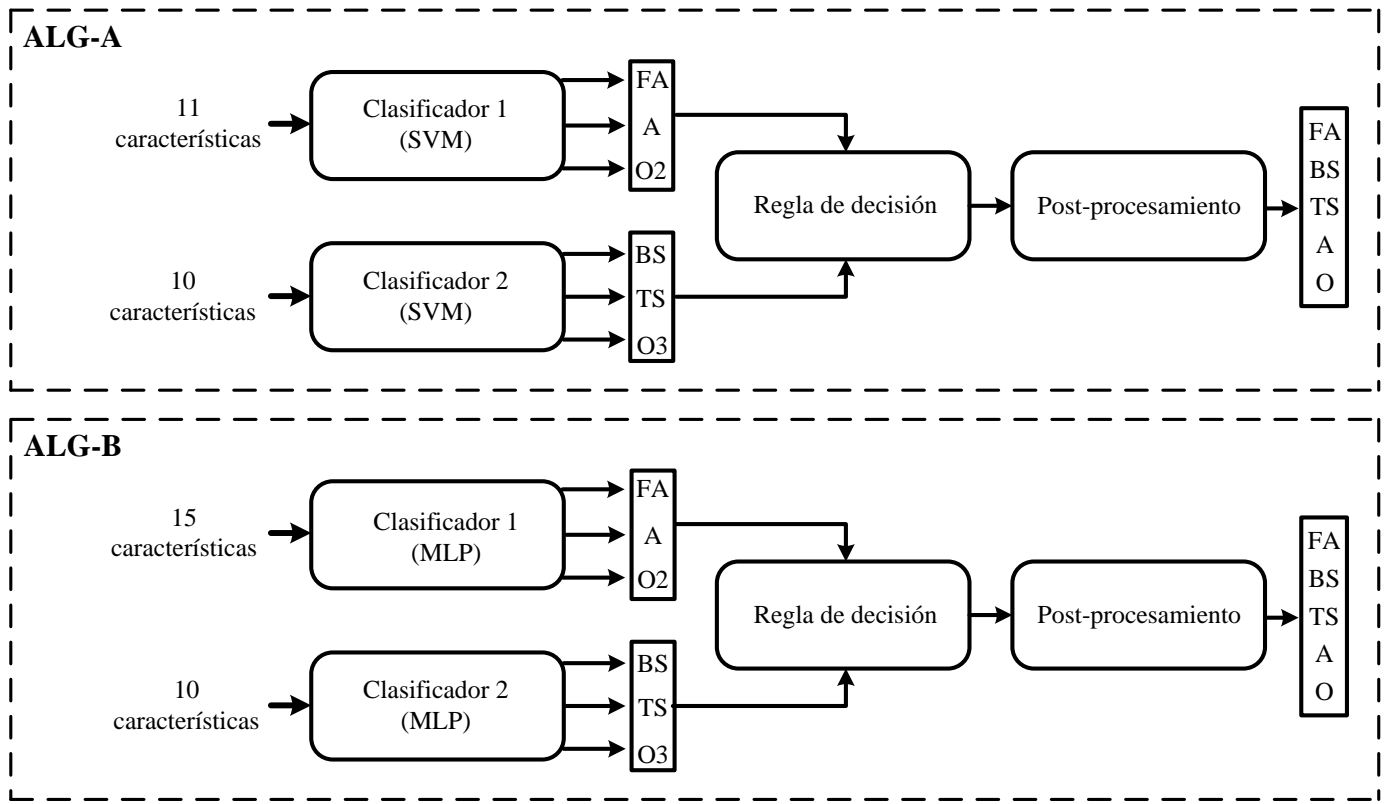 ALG-A
11
características
Clasificador 1
(SVM)
FA
A
O2
10
características
Clasificador 2
(SVM)
BS
TS
O3
Regla de decisión
Post-procesamiento
FA
BS
TS
A
O
ALG-B
15
características
Clasificador 1
(MLP)
FA
A
O2
10
características
Clasificador 2
(MLP)
BS
TS
O3
Regla de decisión
Post-procesamiento
FA
BS
TS
A
O